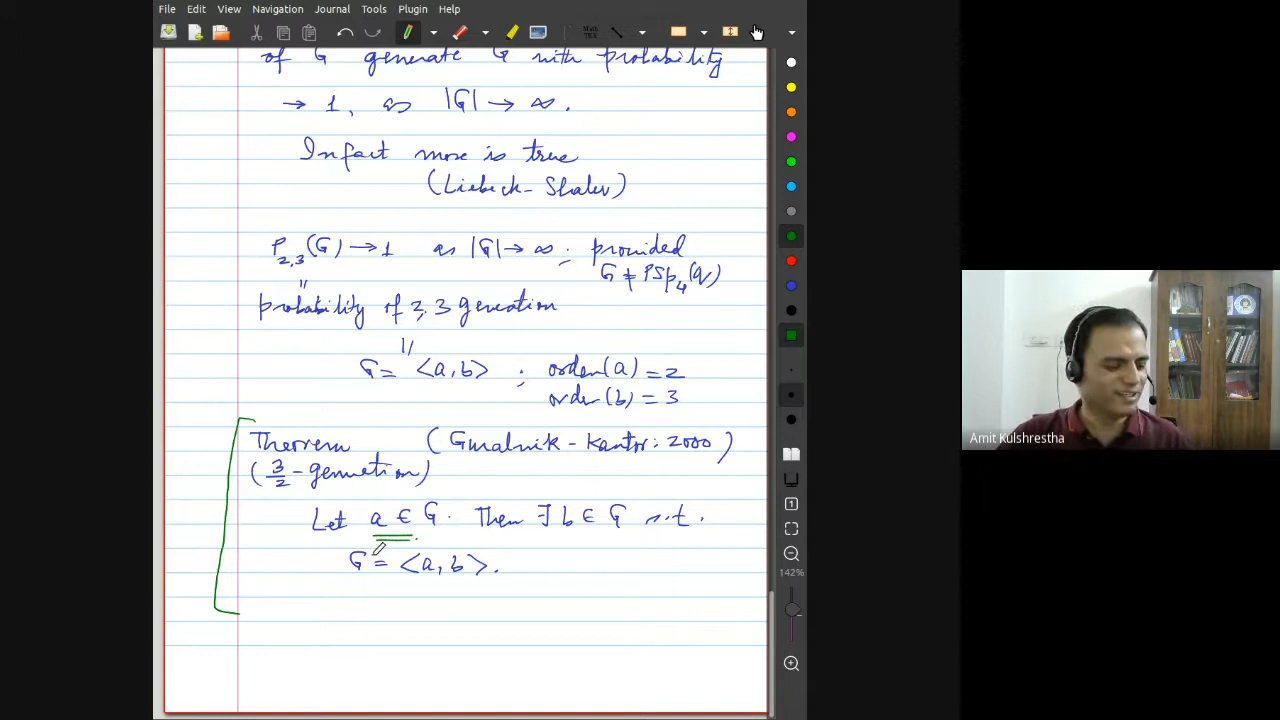 File Edit View Navigation Journal Tools Plugin Help
of G generate G with probability
→ 1, as |G| → ∞.
Infact more is true
(Liebeck - Shalev)
P₂,₃(G) → 1 as |G| → ∞ ; provided
G ≠ PSp₄(q)
"
probability of 2,3 generation
"
G = <a, b> ; order(a) = 2
order(b) = 3
Theorem (Guralnik - Kantor : 2000)
(3/2 - generation)
Let a ∈ G. Then ∃ b ∈ G s.t.
G = <a, b>.
142%
Amit Kulshrestha